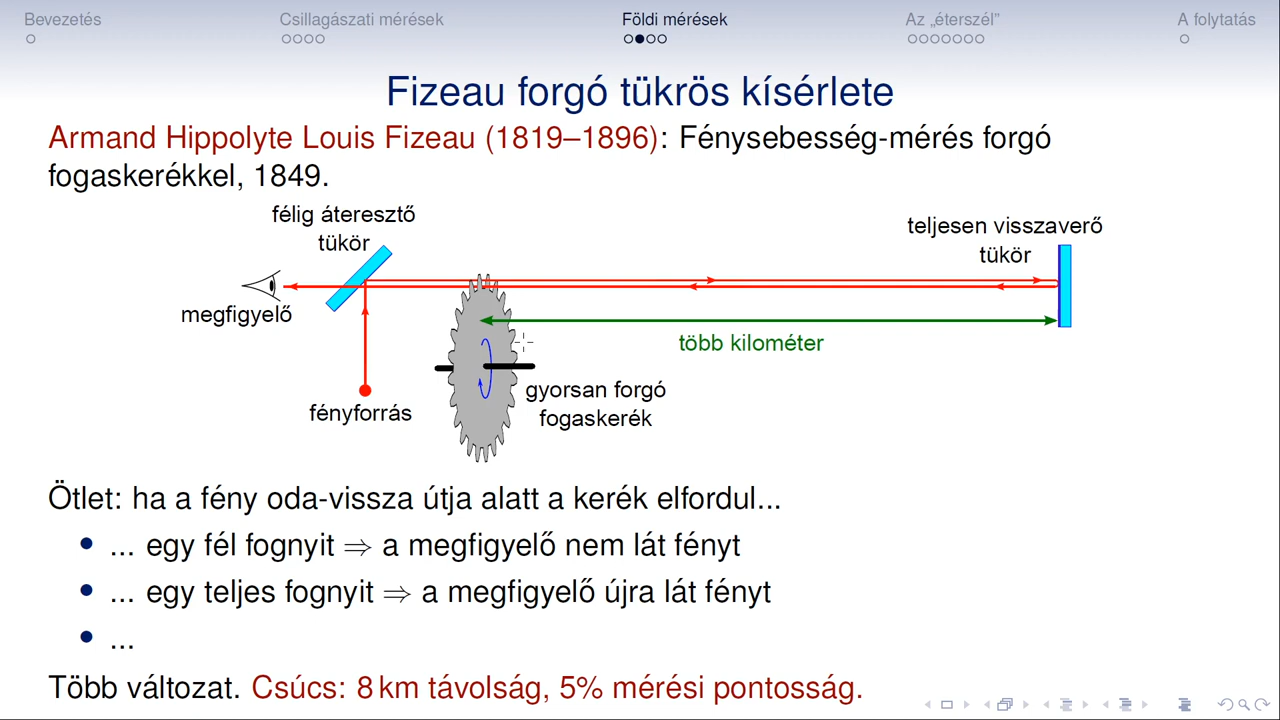 Bevezetés Csillagászati mérések Földi mérések Az „éterszél” A folytatás
Fizeau forgó tükrös kísérlete
Armand Hippolyte Louis Fizeau (1819–1896): Fénysebesség-mérés forgó
fogaskerékkel, 1849.
félig áteresztő
tükör
teljesen visszaverő
tükör
megfigyelő
több kilométer
fényforrás
gyorsan forgó
fogaskerék
Ötlet: ha a fény oda-vissza útja alatt a kerék elfordul...
• ... egy fél fognyit ⇒ a megfigyelő nem lát fényt
• ... egy teljes fognyit ⇒ a megfigyelő újra lát fényt
• ...
Több változat. Csúcs: 8 km távolság, 5% mérési pontosság.